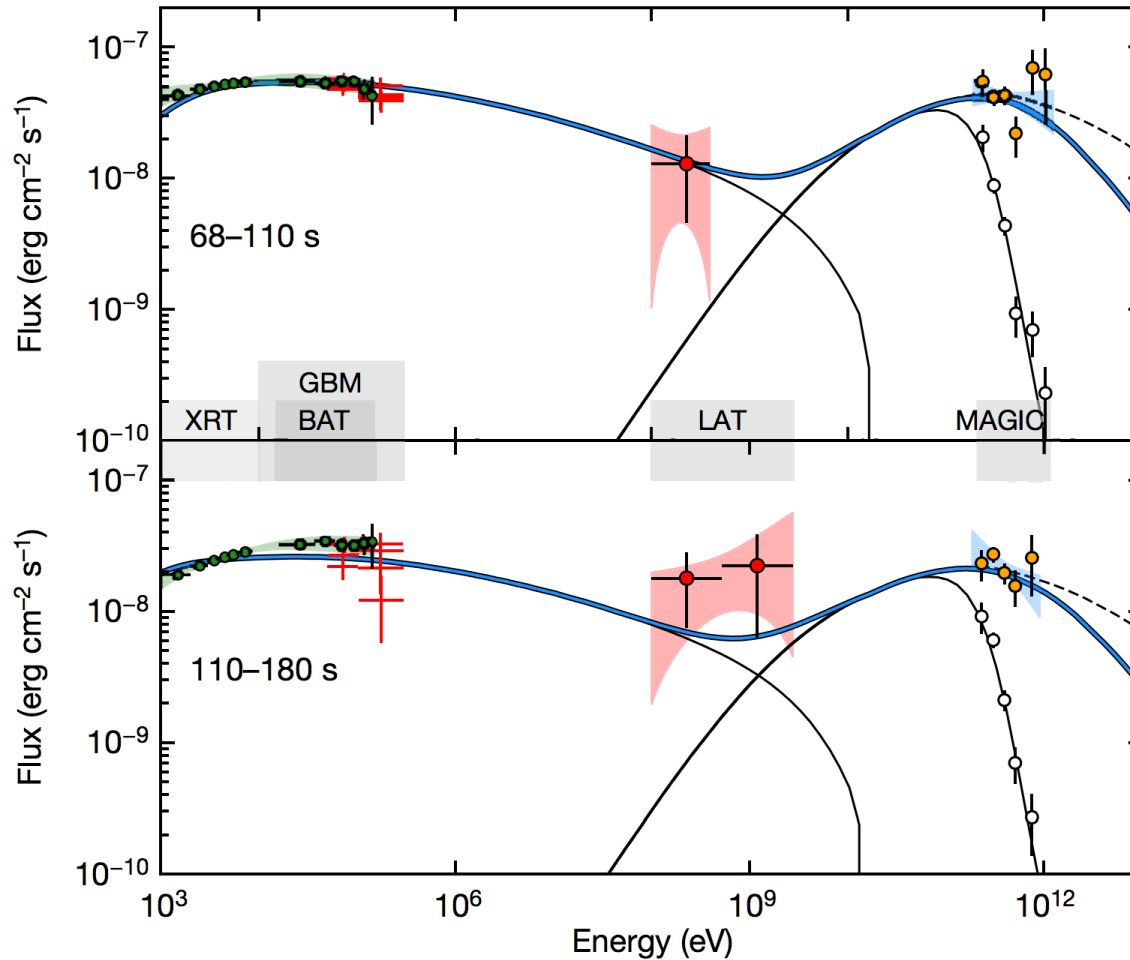 10⁻⁷
10⁻⁸
10⁻⁹
10⁻¹⁰
Flux (erg cm⁻² s⁻¹)
68–110 s
GBM
XRT
BAT
LAT
MAGIC
10⁻⁷
10⁻⁸
10⁻⁹
10⁻¹⁰
Flux (erg cm⁻² s⁻¹)
110–180 s
10³
10⁶
10⁹
10¹²
Energy (eV)